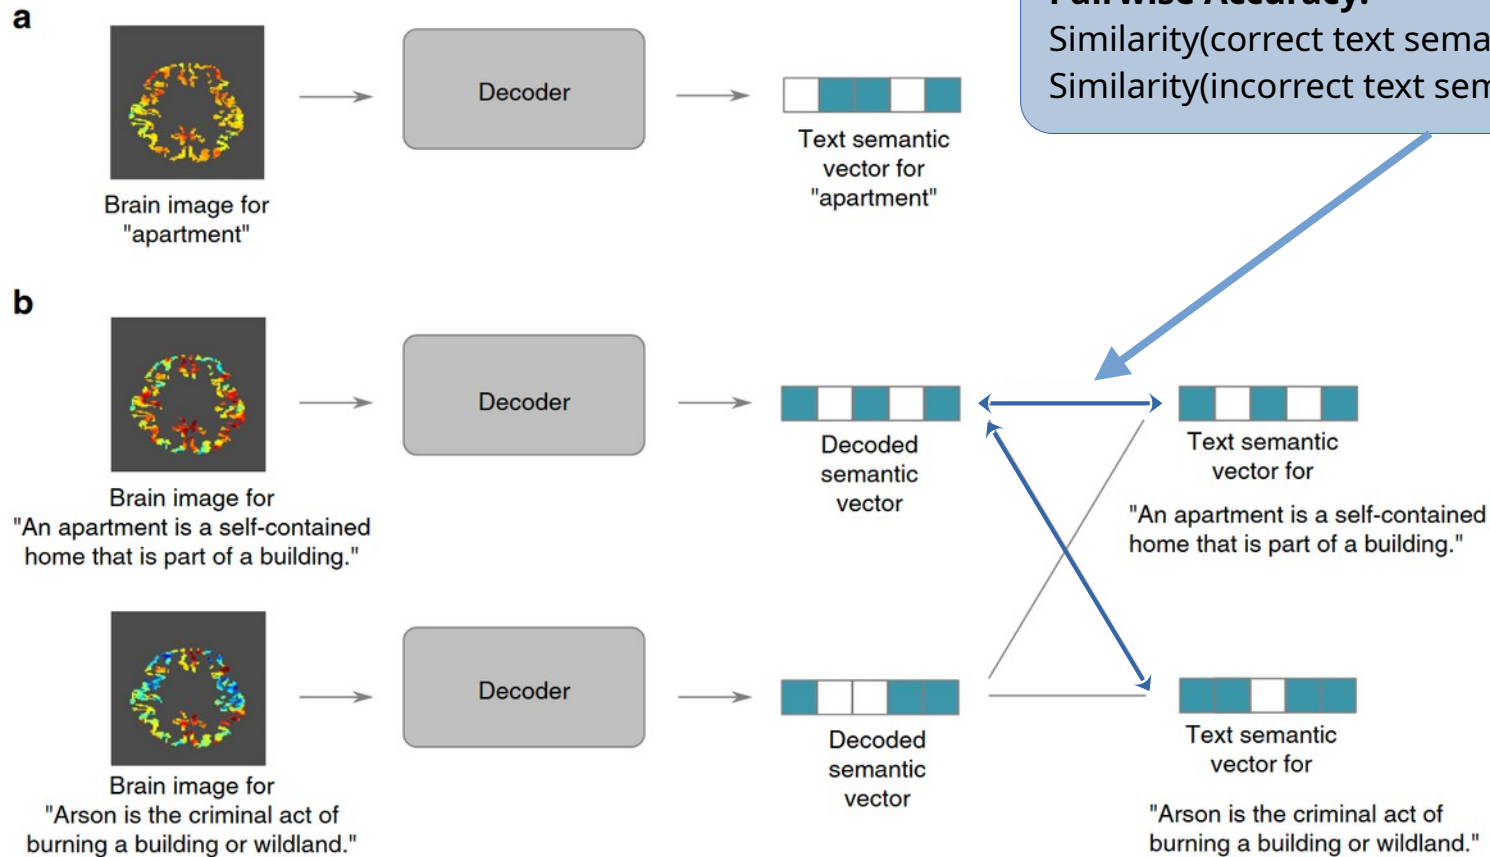 a
Pairwise Accuracy:
Similarity(correct text sema
Similarity(incorrect text sem
Decoder
Text semantic
vector for
"apartment"
Brain image for
"apartment"
b
Decoder
Decoded
semantic
vector
Text semantic
vector for
"An apartment is a self-contained
home that is part of a building."
Brain image for
"An apartment is a self-contained
home that is part of a building."
Decoder
Decoded
semantic
vector
Text semantic
vector for
"Arson is the criminal act of
burning a building or wildland."
Brain image for
"Arson is the criminal act of
burning a building or wildland."